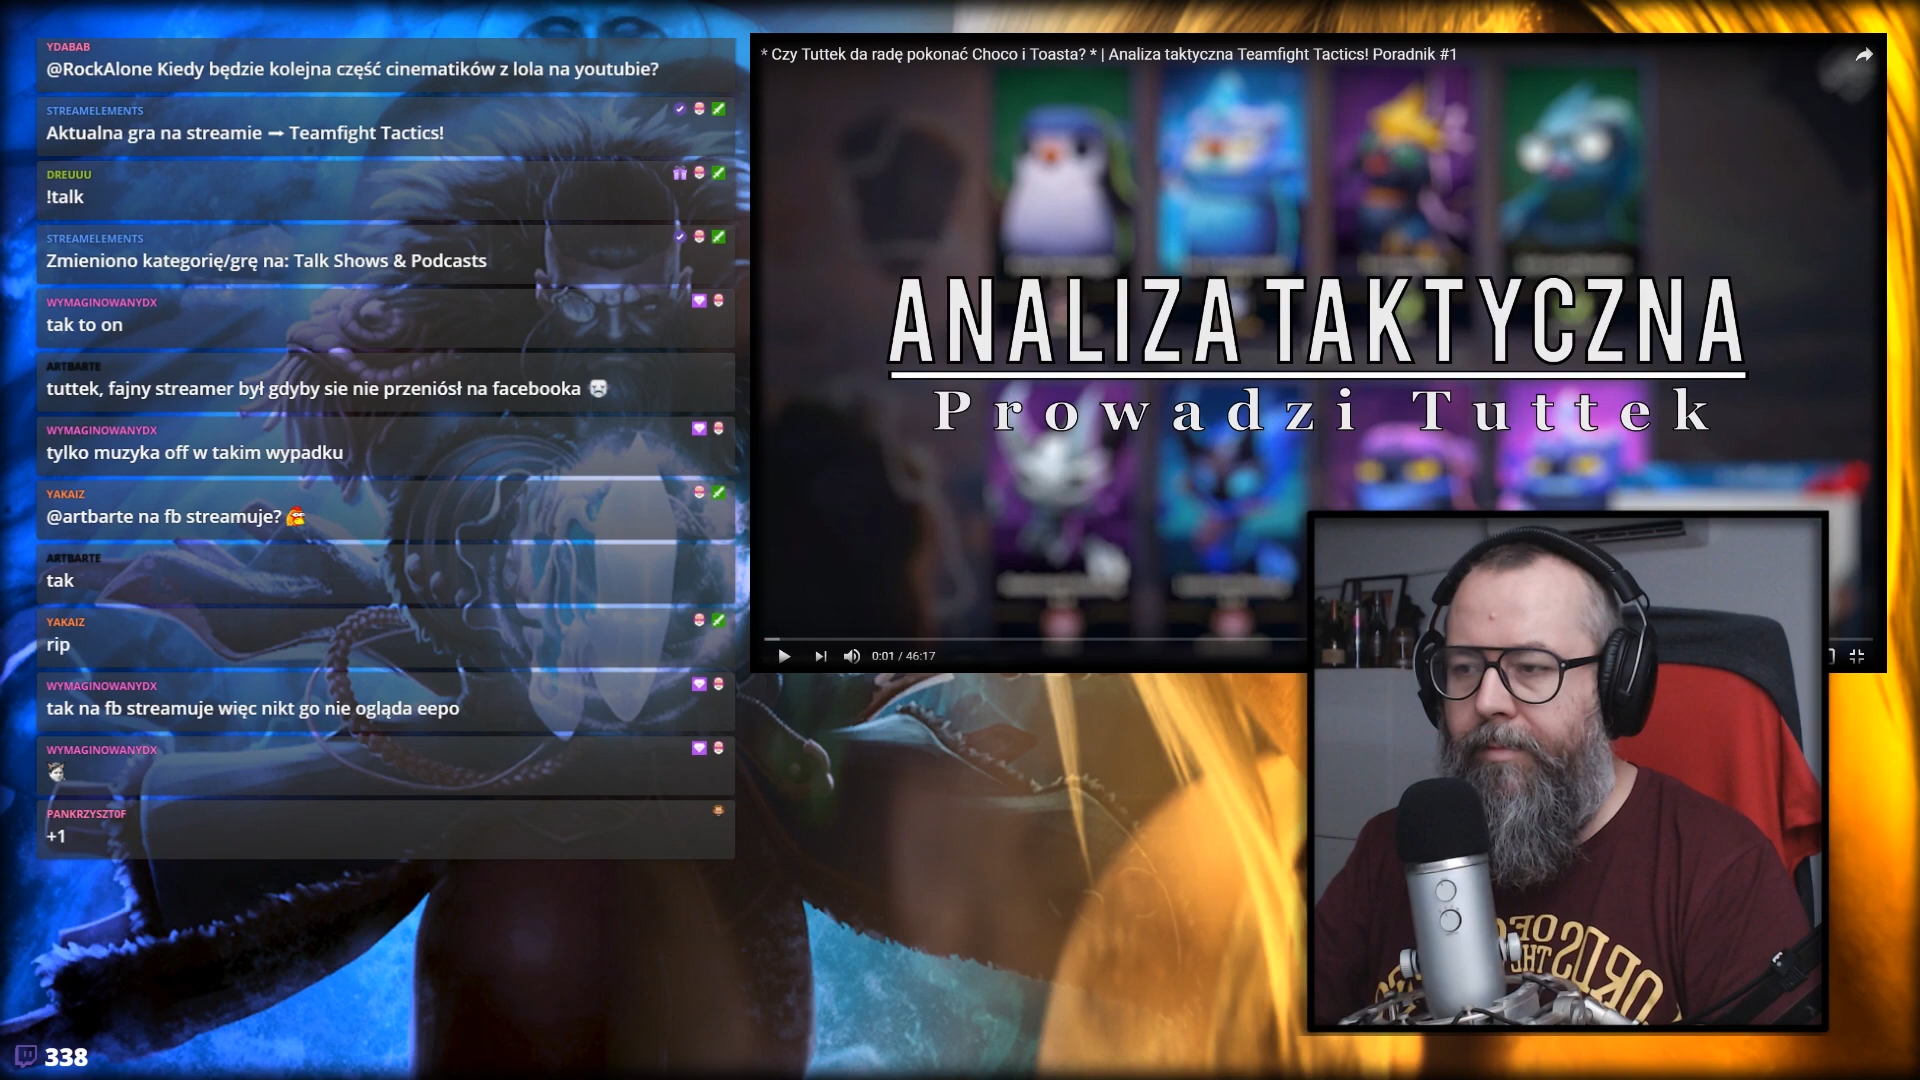 YDABAB
@RockAlone Kiedy będzie kolejna część cinematików z lola na youtubie?
STREAMELEMENTS
Aktualna gra na streamie ➞ Teamfight Tactics!
DREUUU
!talk
STREAMELEMENTS
Zmieniono kategorię/grę na: Talk Shows & Podcasts
WYMAGINOWANYDX
tak to on
ARTBARTE
tuttek, fajny streamer był gdyby sie nie przeniósł na facebooka
WYMAGINOWANYDX
tylko muzyka off w takim wypadku
YAKAIZ
@artbarte na fb streamuje?
ARTBARTE
tak
YAKAIZ
rip
WYMAGINOWANYDX
tak na fb streamuje więc nikt go nie ogląda eepo
WYMAGINOWANYDX
PANKRZYSZT0F
+1
338
* Czy Tuttek da radę pokonać Choco i Toasta? * | Analiza taktyczna Teamfight Tactics! Poradnik #1
ANALIZA TAKTYCZNA
Prowadzi Tuttek
0:01 / 46:17